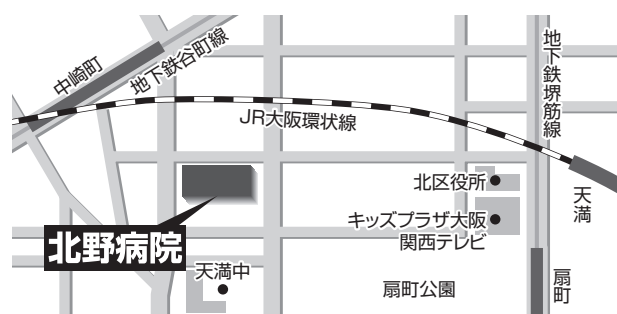 中崎町
地下鉄谷町線
地下鉄堺筋線
JR大阪環状線
北区役所
天満
キッズプラザ大阪
関西テレビ
北野病院
天満中
扇町公園
扇町